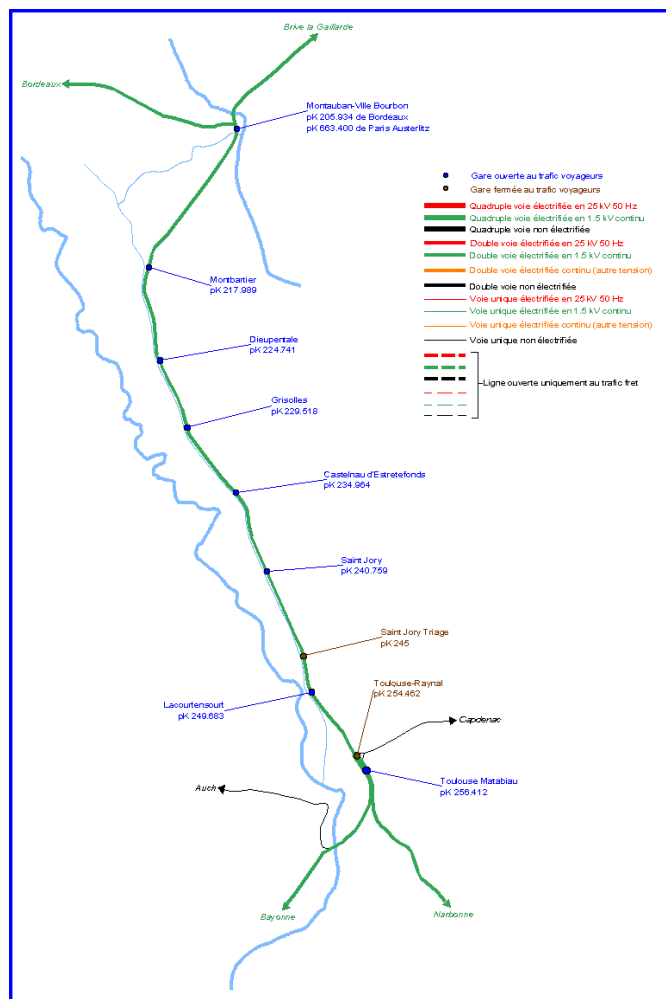 Brive la Gaillarde
Bordeaux
Montauban-Ville Bourbon
pK 205.934 de Bordeaux
pK 663.400 de Paris Austerlitz
Gare ouverte au trafic voyageurs
Gare fermée au trafic voyageurs
Quadruple voie électrifiée en 25 kV 50 Hz
Quadruple voie électrifiée en 1.5 kV continu
Quadruple voie non électrifiée
Double voie électrifiée en 25 kV 50 Hz
Double voie électrifiée en 1.5 kV continu
Double voie électrifiée continu (autre tension)
Double voie non électrifiée
Voie unique électrifiée en 25 kV 50 Hz
Voie unique électrifiée en 1.5 kV continu
Voie unique électrifiée continu (autre tension)
Voie unique non électrifiée
Ligne ouverte uniquement au trafic fret
Montbartier
pK 217.989
Dieupentale
pK 224.741
Grisolles
pK 229.518
Castelnau d'Estretefonds
pK 234.964
Saint Jory
pK 240.759
Saint Jory Triage
pK 245
Toulouse-Raynal
pK 254.462
Lacourtensourt
pK 249.683
Capdenac
Toulouse Matabiau
pK 256.412
Auch
Bayonne
Narbonne